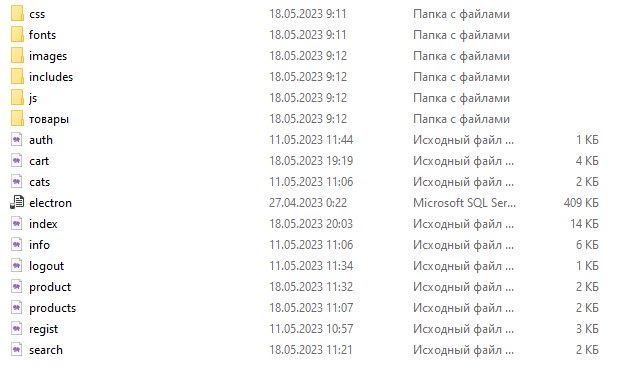 css 18.05.2023 9:11 Папка с файлами
fonts 18.05.2023 9:11 Папка с файлами
images 18.05.2023 9:12 Папка с файлами
includes 18.05.2023 9:12 Папка с файлами
js 18.05.2023 9:12 Папка с файлами
товары 18.05.2023 9:12 Папка с файлами
auth 11.05.2023 11:44 Исходный файл ... 1 КБ
cart 18.05.2023 19:19 Исходный файл ... 4 КБ
cats 11.05.2023 11:06 Исходный файл ... 2 КБ
electron 27.04.2023 0:22 Microsoft SQL Ser... 409 КБ
index 18.05.2023 20:03 Исходный файл ... 14 КБ
info 11.05.2023 11:06 Исходный файл ... 6 КБ
logout 11.05.2023 11:34 Исходный файл ... 1 КБ
product 18.05.2023 11:32 Исходный файл ... 2 КБ
products 18.05.2023 11:07 Исходный файл ... 2 КБ
regist 11.05.2023 10:57 Исходный файл ... 3 КБ
search 18.05.2023 11:21 Исходный файл ... 2 КБ